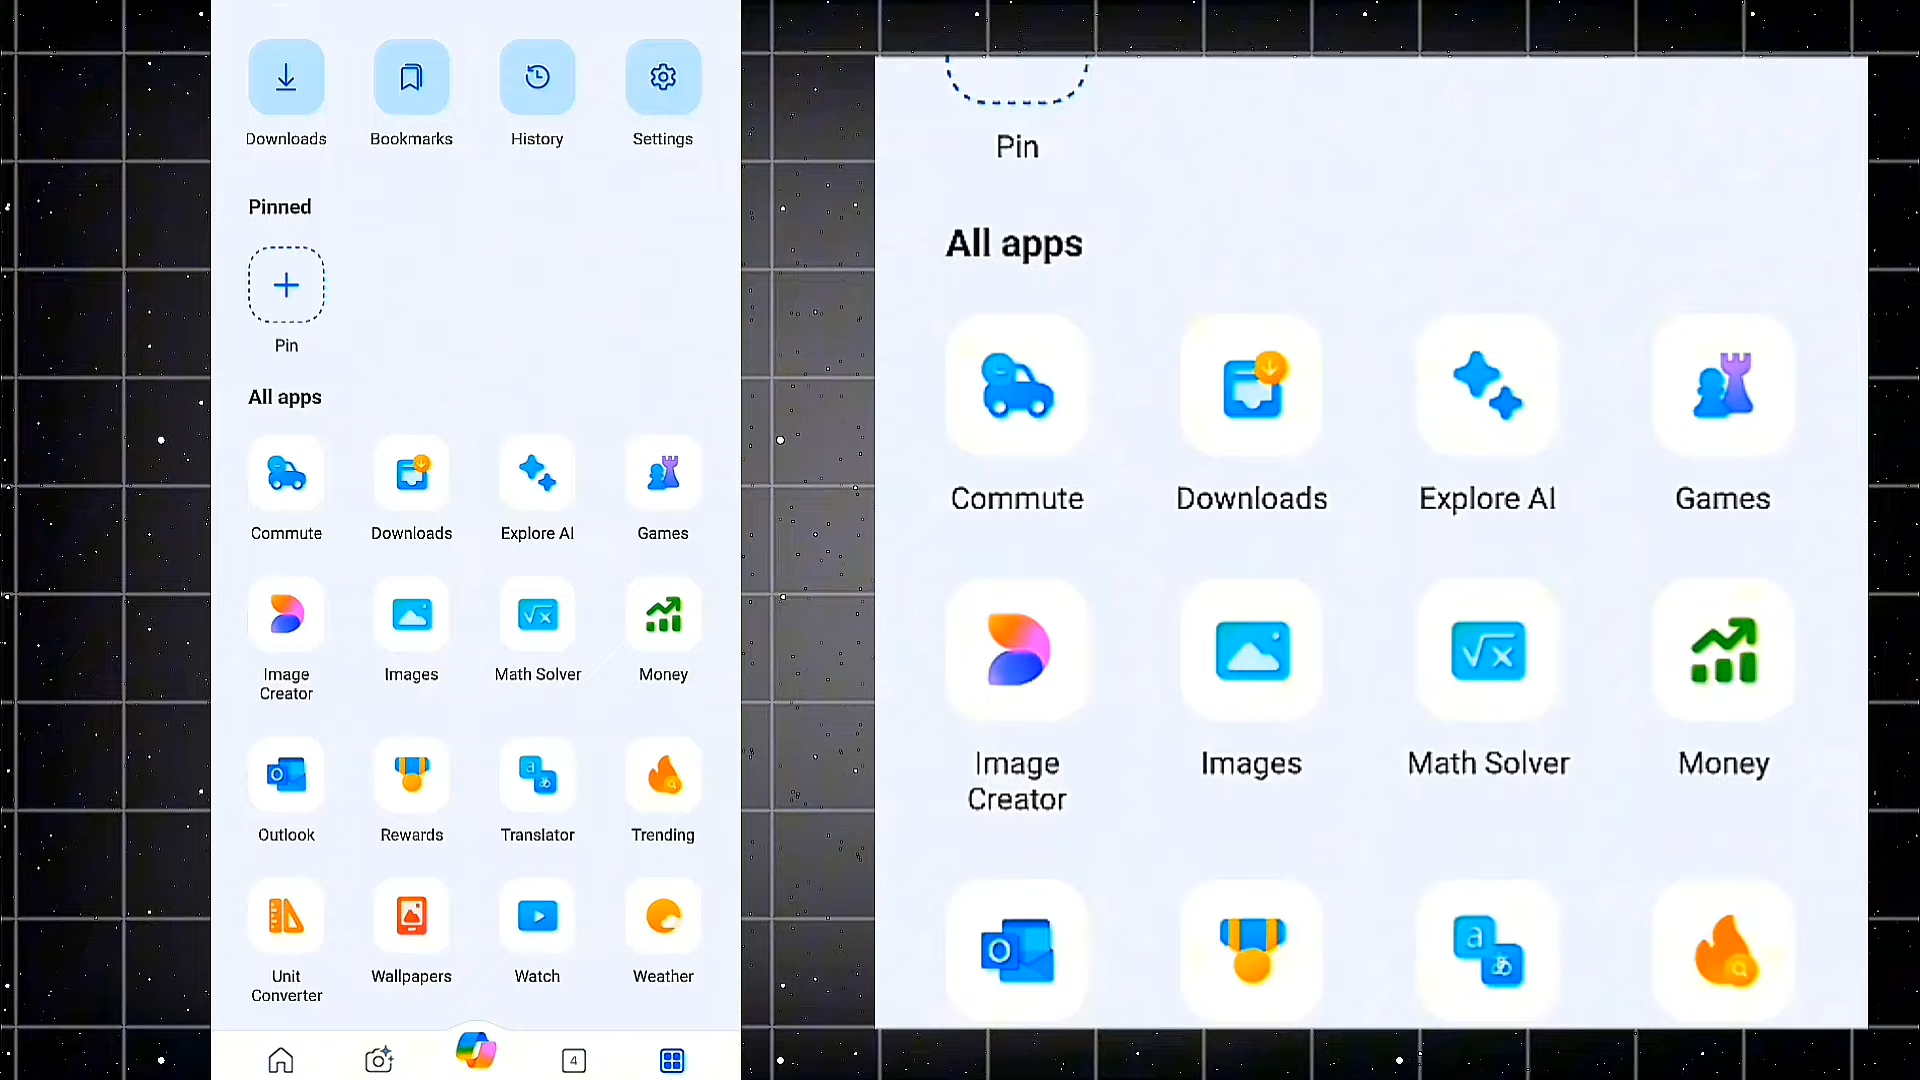 Downloads Bookmarks History Settings
Pinned
Pin
All apps
Commute Downloads Explore AI Games
Image Creator Images Math Solver Money
Outlook Rewards Translator Trending
Unit Converter Wallpapers Watch Weather
4
Pin
All apps
Commute Downloads Explore AI Games
Image Creator Images Math Solver Money